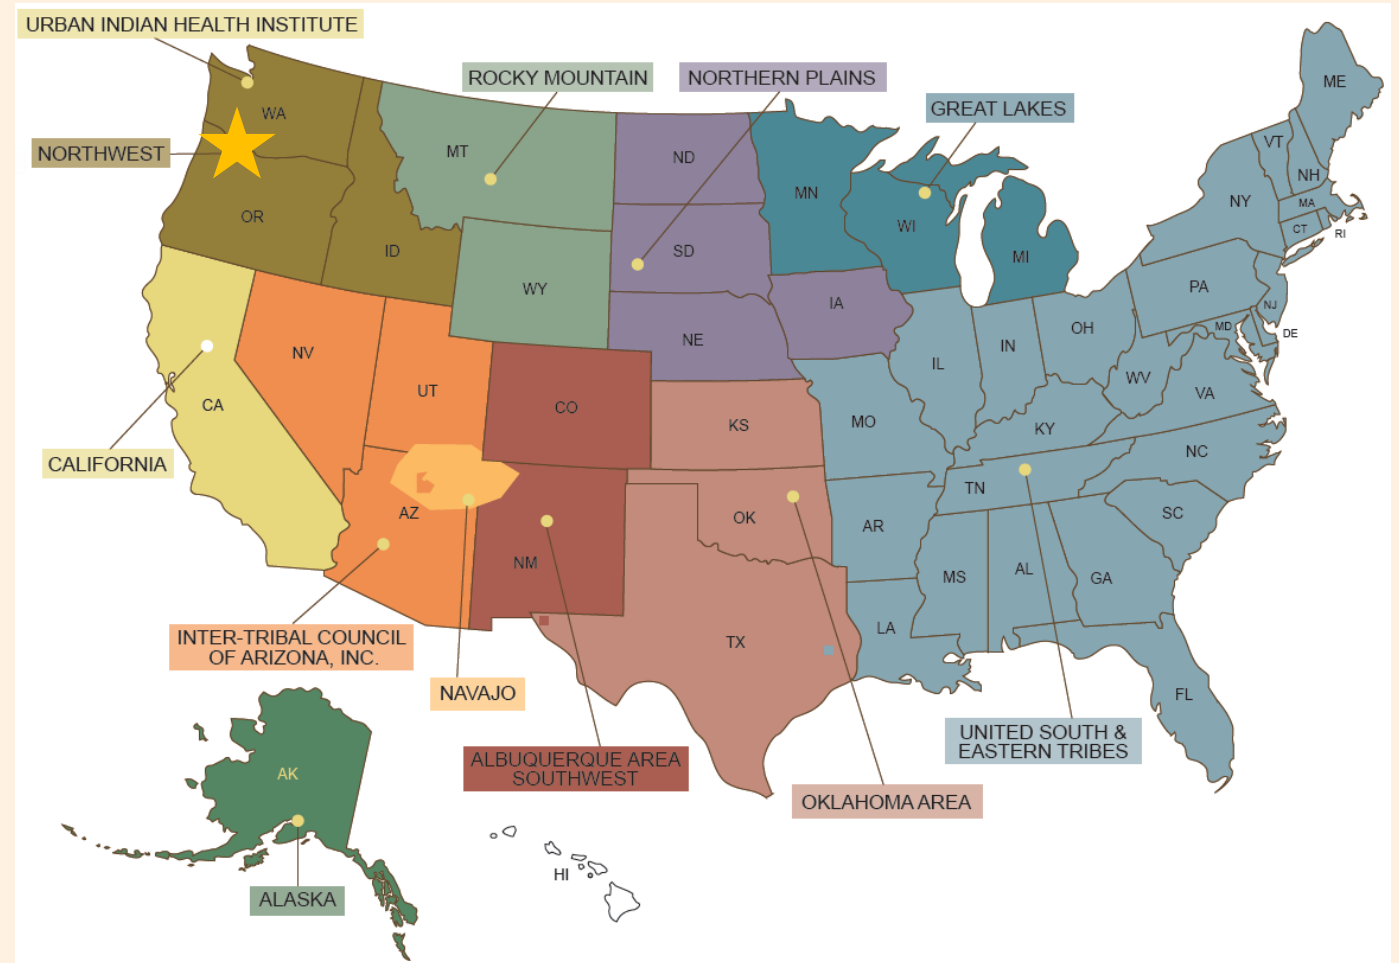 URBAN INDIAN HEALTH INSTITUTE
ROCKY MOUNTAIN
NORTHERN PLAINS
GREAT LAKES
NORTHWEST
WA
OR
ID
MT
WY
ND
SD
NE
IA
MN
WI
MI
ME
VT
NH
NY
MA
CT
RI
PA
NJ
MD
DE
OH
IN
IL
WV
VA
KY
NC
TN
SC
MO
AR
MS
AL
GA
LA
FL
CA
NV
UT
CO
KS
AZ
NM
OK
TX
CALIFORNIA
INTER-TRIBAL COUNCIL
OF ARIZONA, INC.
NAVAJO
ALBUQUERQUE AREA
SOUTHWEST
OKLAHOMA AREA
UNITED SOUTH &
EASTERN TRIBES
AK
ALASKA
HI